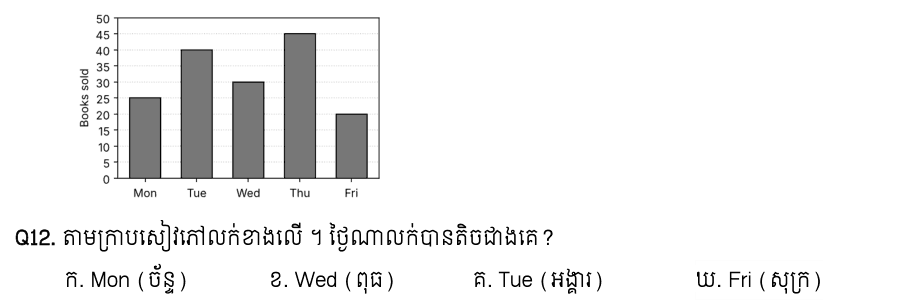 50
45
40
35
30
25
20
15
10
5
0
Books sold
Mon Tue Wed Thu Fri
Q12. តាមក្រាបសៀវភៅលក់ខាងលើ ។ ថ្ងៃណាលក់បានតិចជាងគេ ?
ក. Mon ( ច័ន្ទ ) ខ. Wed ( ពុធ ) គ. Tue ( អង្គារ ) ឃ. Fri ( សុក្រ )